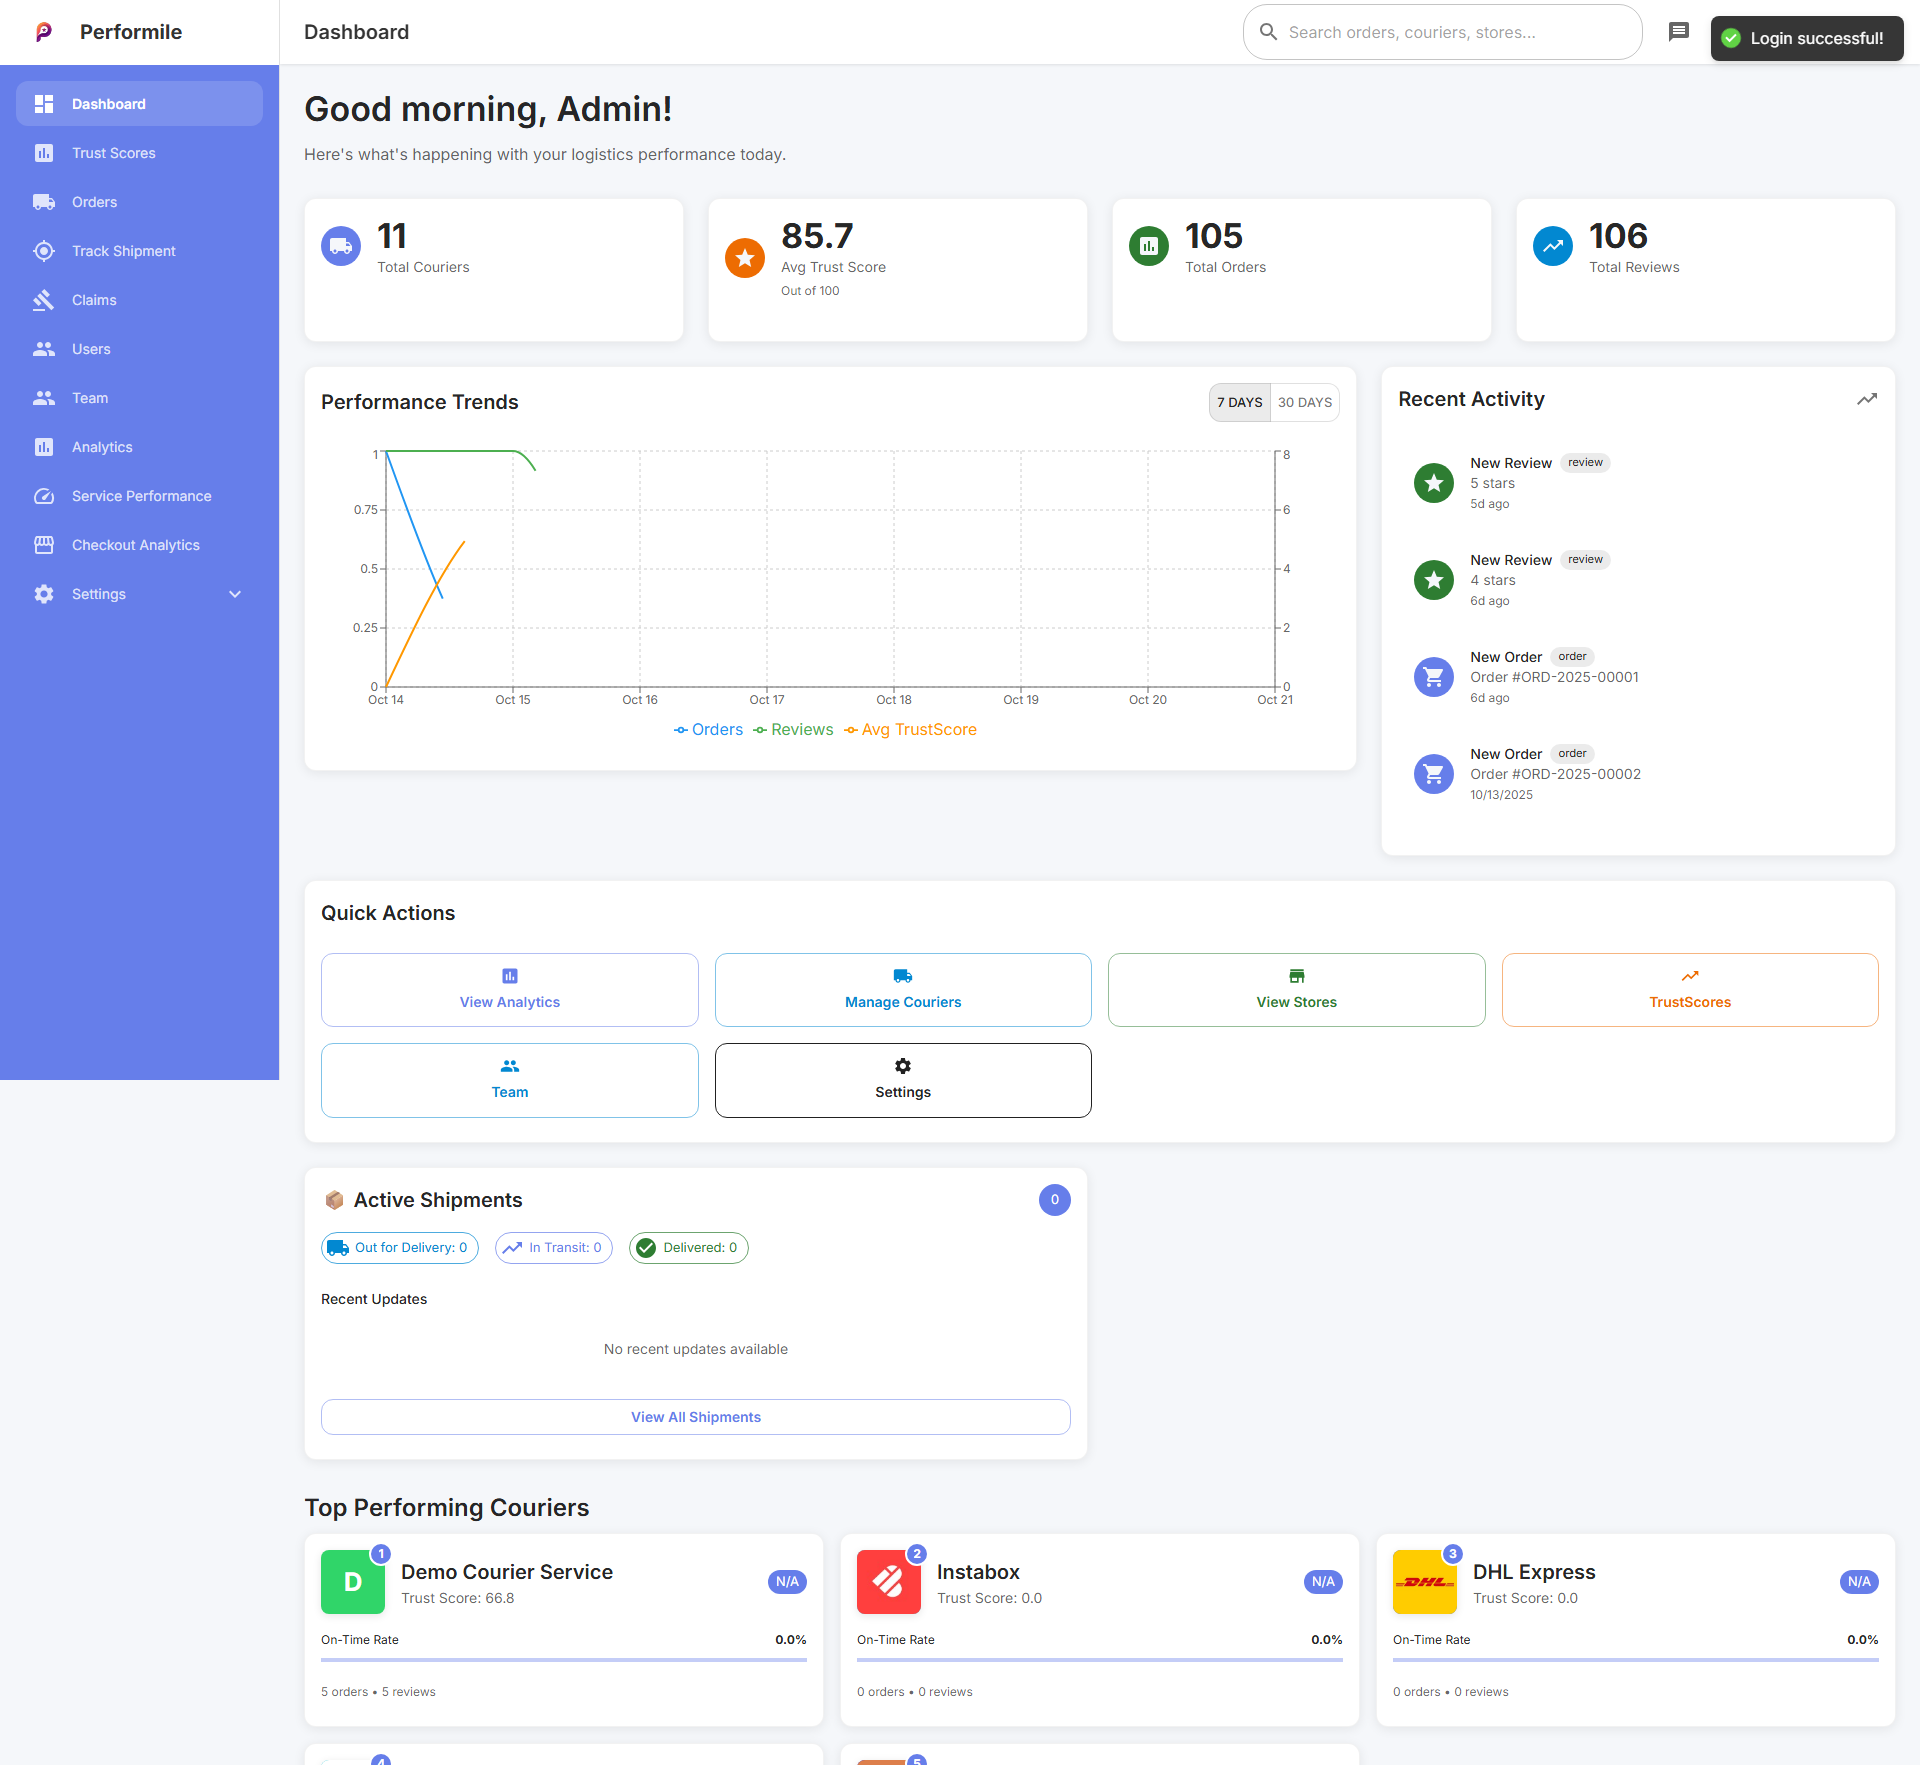 Performile
Dashboard
Search orders, couriers, stores...
Login successful!
Dashboard
Trust Scores
Orders
Track Shipment
Claims
Users
Team
Analytics
Service Performance
Checkout Analytics
Settings
Good morning, Admin!
Here's what's happening with your logistics performance today.
11
Total Couriers
85.7
Avg Trust Score
Out of 100
105
Total Orders
106
Total Reviews
Performance Trends
7 DAYS 30 DAYS
1
0.75
0.5
0.25
0
8
6
4
2
0
Oct 14 Oct 15 Oct 16 Oct 17 Oct 18 Oct 19 Oct 20 Oct 21
Orders Reviews Avg TrustScore
Recent Activity
New Review review
5 stars
5d ago
New Review review
4 stars
6d ago
New Order order
Order #ORD-2025-00001
6d ago
New Order order
Order #ORD-2025-00002
10/13/2025
Quick Actions
View Analytics
Manage Couriers
View Stores
TrustScores
Team
Settings
Active Shipments
0
Out for Delivery: 0
In Transit: 0
Delivered: 0
Recent Updates
No recent updates available
View All Shipments
Top Performing Couriers
D
1
Demo Courier Service
Trust Score: 66.8
N/A
On-Time Rate 0.0%
5 orders • 5 reviews
2
Instabox
Trust Score: 0.0
N/A
On-Time Rate 0.0%
0 orders • 0 reviews
DHL
3
DHL Express
Trust Score: 0.0
N/A
On-Time Rate 0.0%
0 orders • 0 reviews
4
5